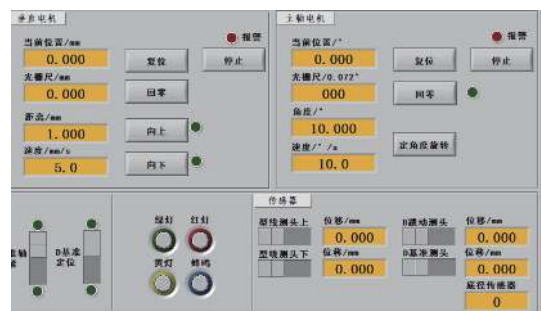 垂直电机
当前位置/mm
报警
0.000
复位
停止
光栅尺/mm
0.000
回零
距离/mm
1.000
向上
速度/mm/s
5.0
向下
主轴电机
当前位置/°
报警
0.000
复位
停止
光栅尺/0.072°
000
回零
角度/°
10.000
定角度旋转
速度/°/s
10.0
D基准
定位
绿灯 红灯
黄灯 蜂鸣
传感器
型线测头上
位移/mm
0.000
D跳动测头
位移/mm
0.000
型线测头下
位移/mm
0.000
D基准测头
位移/mm
0.000
底径传感器
0